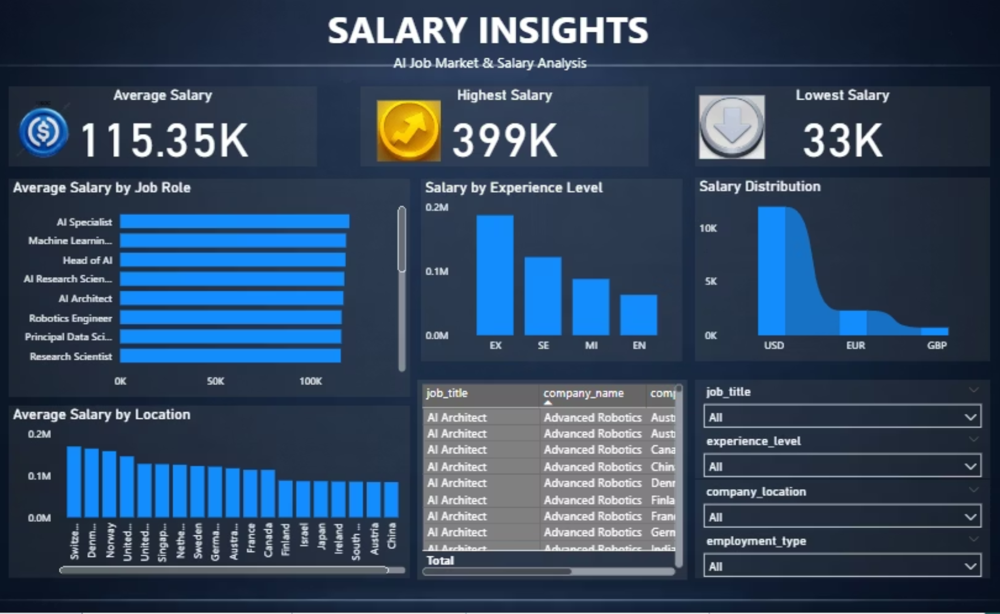 SALARY INSIGHTS
AI Job Market & Salary Analysis
Average Salary
115.35K
Highest Salary
399K
Lowest Salary
33K
Average Salary by Job Role
AI Specialist
Machine Learnin...
Head of AI
AI Research Scien...
AI Architect
Robotics Engineer
Principal Data Sci...
Research Scientist
0K 50K 100K
Salary by Experience Level
0.2M
0.1M
0.0M
EX SE MI EN
Salary Distribution
10K
5K
0K
USD EUR GBP
Average Salary by Location
0.2M
0.1M
0.0M
Switze...
Denm...
Norway
United...
United...
Singap...
Nethe...
Sweden
Germa...
Austra...
France
Canada
Finland
Israel
Japan
Ireland
South ...
Austria
China
job_title company_name comp
AI Architect Advanced Robotics Austr
AI Architect Advanced Robotics Austr
AI Architect Advanced Robotics Cana
AI Architect Advanced Robotics Chin
AI Architect Advanced Robotics Denr
AI Architect Advanced Robotics Finla
AI Architect Advanced Robotics Fran
AI Architect Advanced Robotics Germ
AI Architect Advanced Robotics India
Total
job_title
All
experience_level
All
company_location
All
employment_type
All